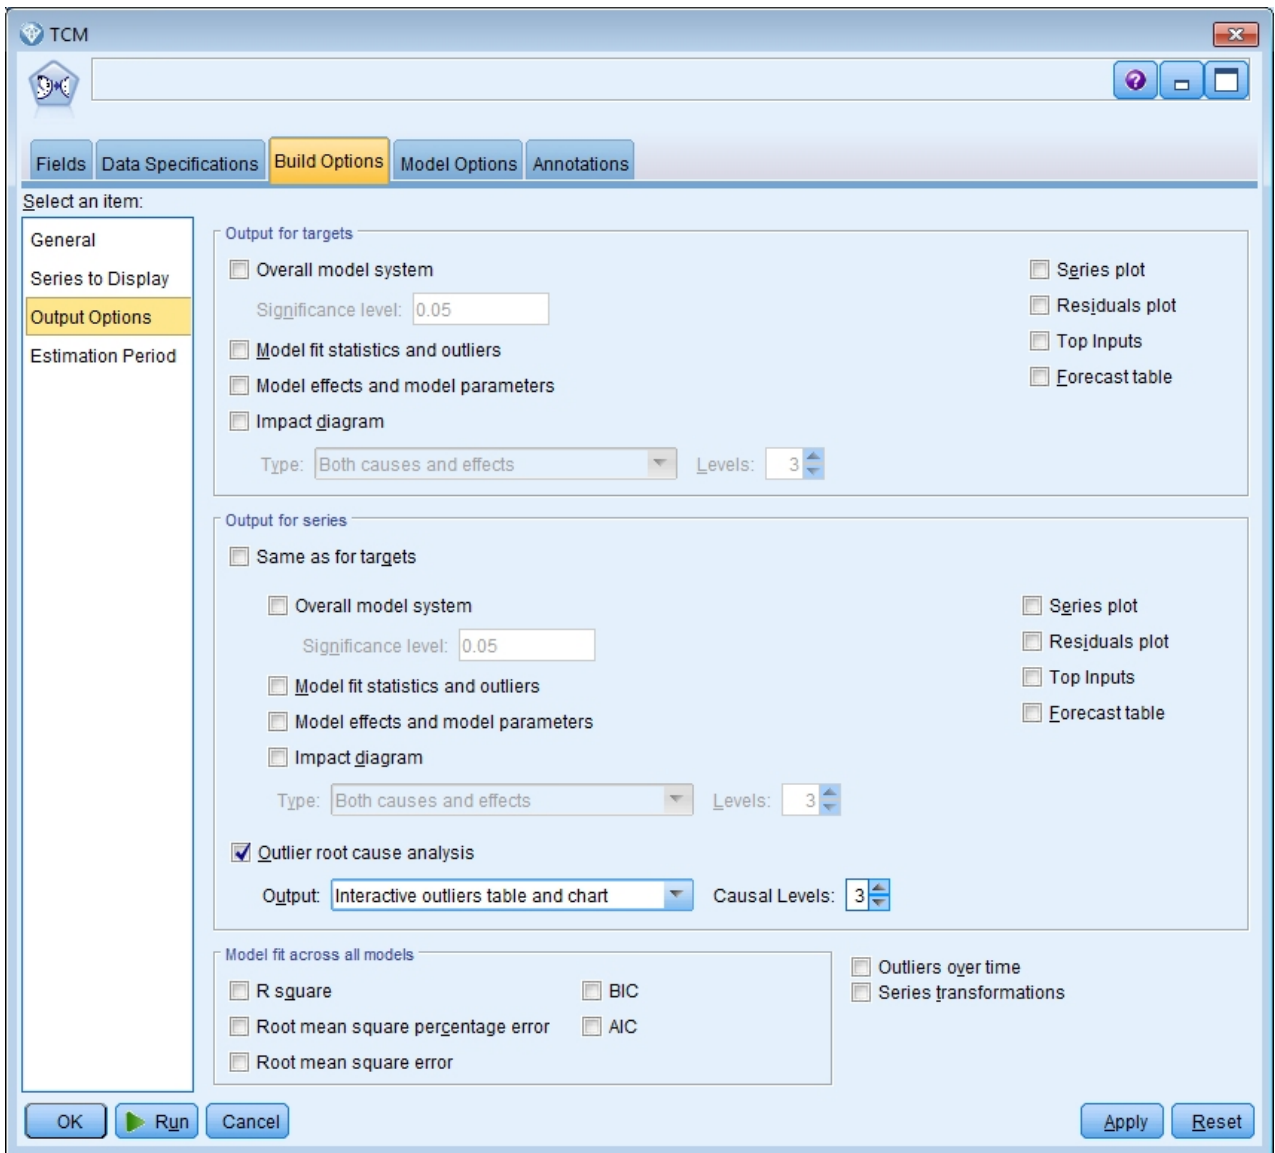 TCM
Fields Data Specifications Build Options Model Options Annotations
Select an item:
General
Series to Display
Output Options
Estimation Period
Output for targets
Overall model system
Significance level: 0.05
Model fit statistics and outliers
Model effects and model parameters
Impact diagram
Type: Both causes and effects Levels: 3
Series plot
Residuals plot
Top Inputs
Forecast table
Output for series
Same as for targets
Overall model system
Significance level: 0.05
Model fit statistics and outliers
Model effects and model parameters
Impact diagram
Type: Both causes and effects Levels: 3
Series plot
Residuals plot
Top Inputs
Forecast table
Outlier root cause analysis
Output: Interactive outliers table and chart Causal Levels: 3
Model fit across all models
R square
Root mean square percentage error
Root mean square error
BIC
AIC
Outliers over time
Series transformations
OK Run Cancel Apply Reset